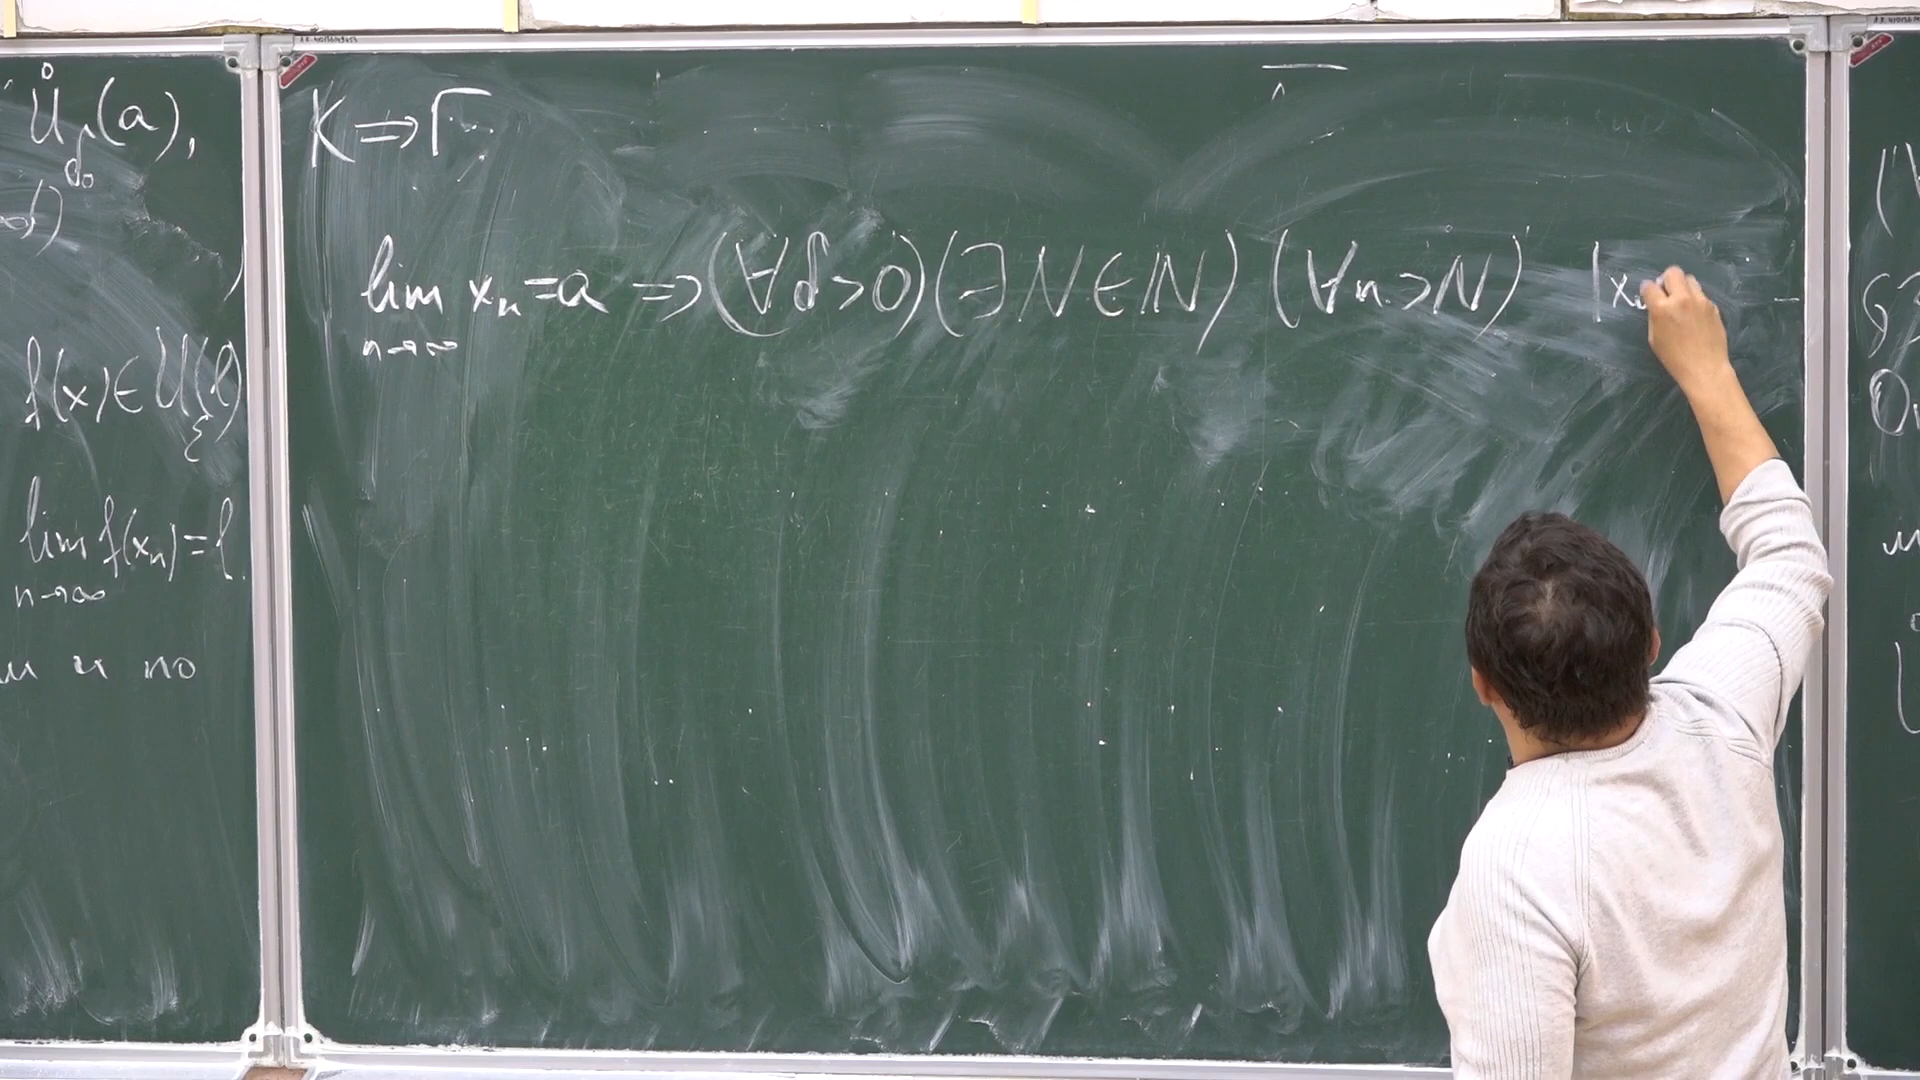 Ů_δ₀(a),
f(x)∈U_ε(l)
lim f(xₙ)=l.
n→∞
и по
K ⇒ Г.
lim xₙ = a ⇒ (∀δ>0)(∃N∈ℕ) (∀n>N) |xₙ
n→∞